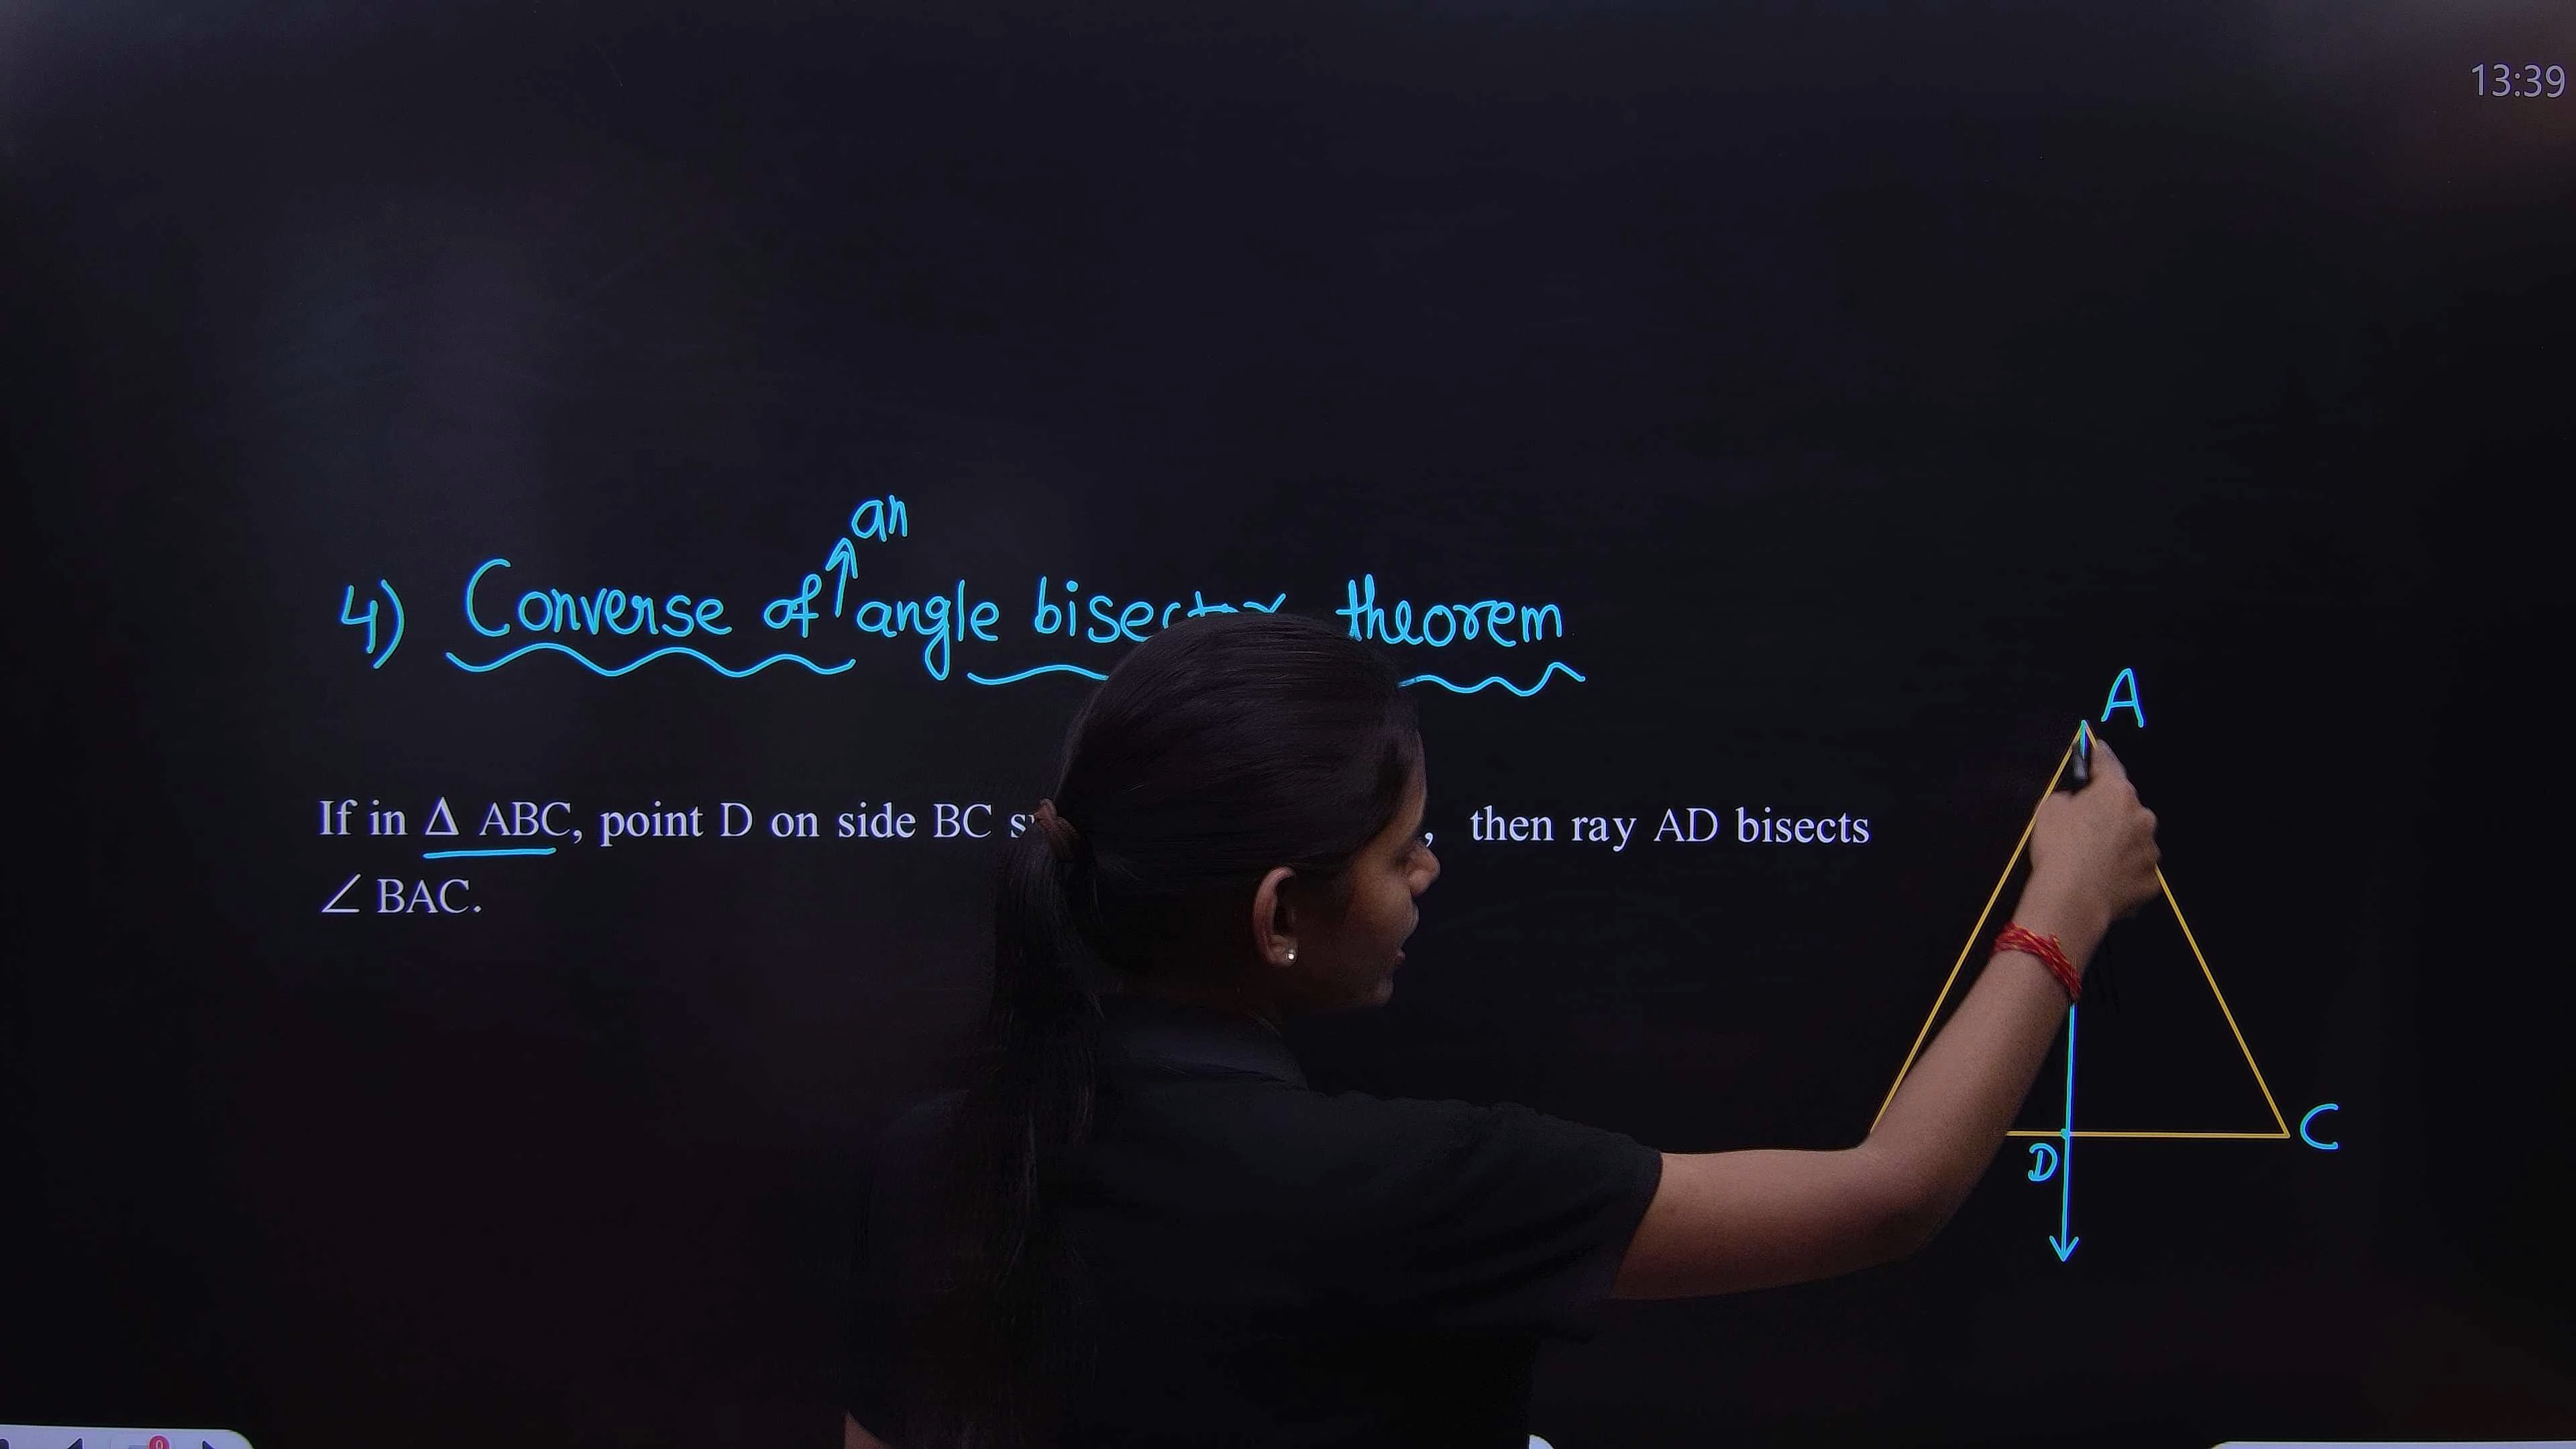 13:39
an
4) Converse of angle bisector theorem
If in Δ ABC, point D on side BC , then ray AD bisects
∠ BAC.
A
C
D